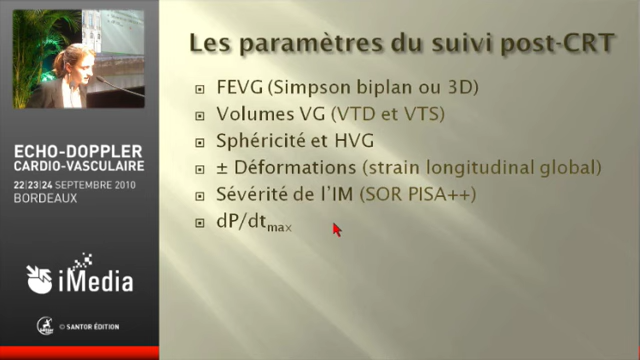 Les paramètres du suivi post-CRT
FEVG (Simpson biplan ou 3D)
Volumes VG (VTD et VTS)
Sphéricité et HVG
± Déformations (strain longitudinal global)
Sévérité de l'IM (SOR PISA++)
dP/dtmax
ECHO-DOPPLER
CARDIO-VASCULAIRE
22|23|24 SEPTEMBRE 2010
BORDEAUX
iMedia
© SANTOR ÉDITION